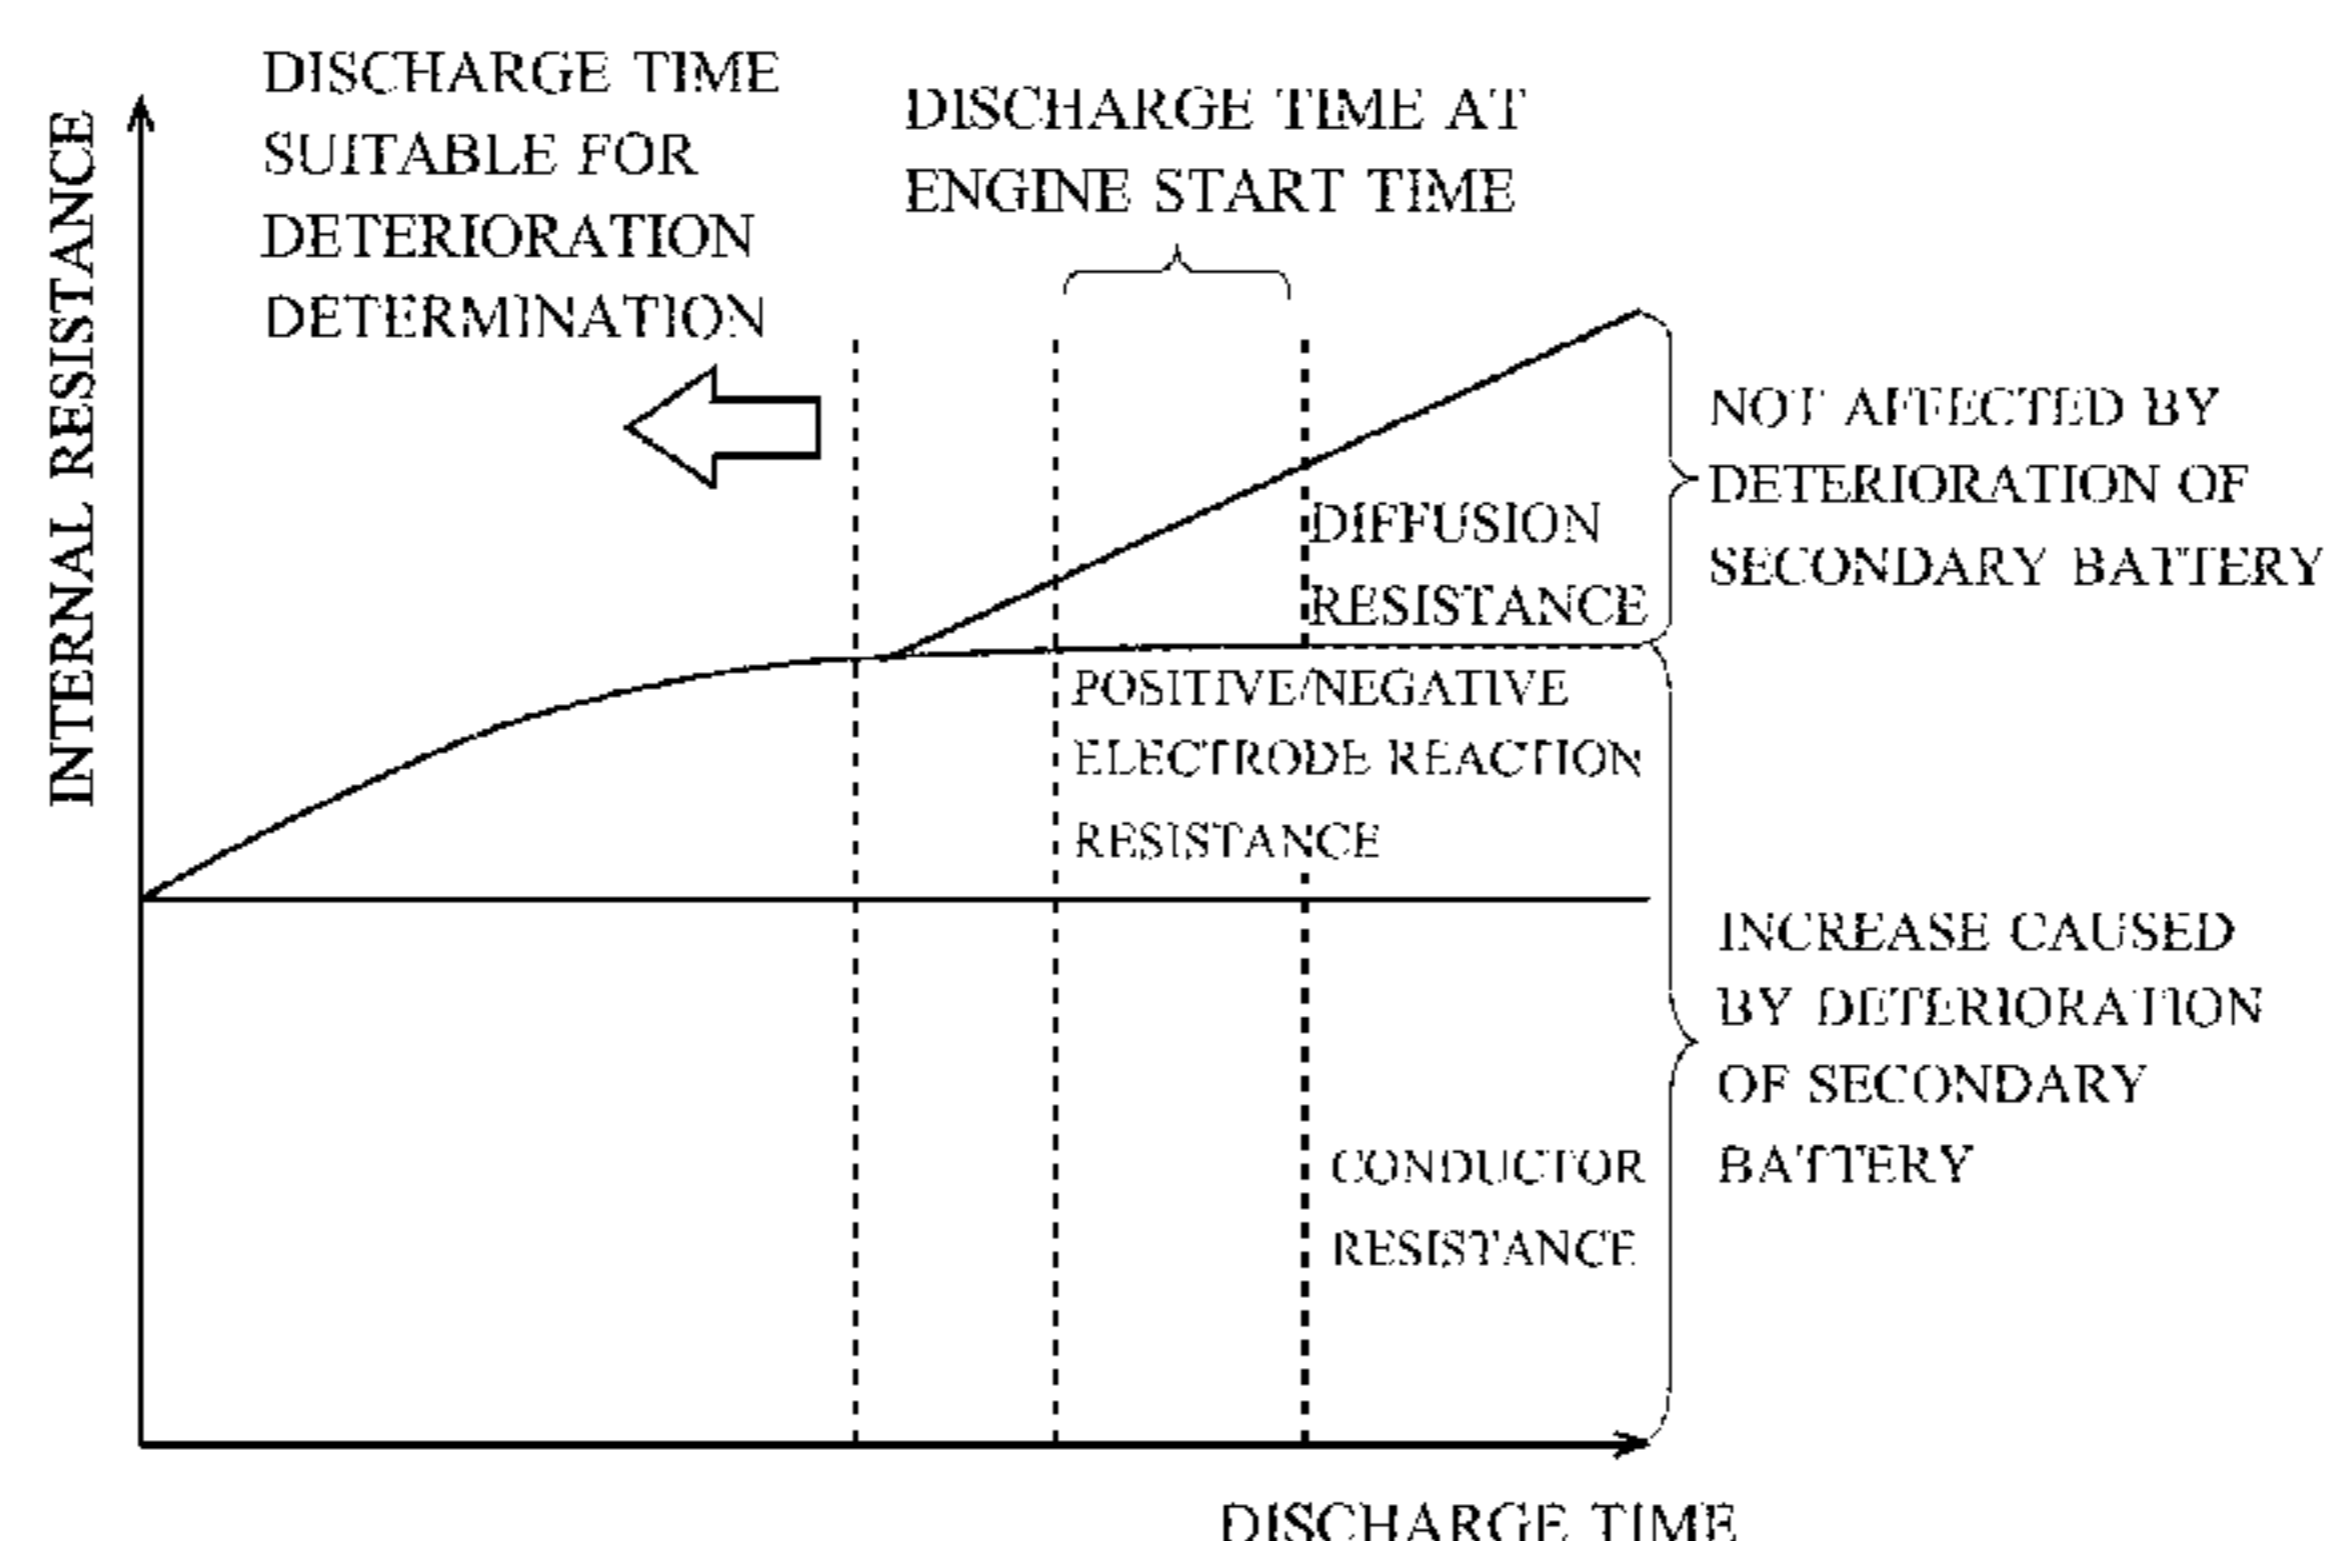 DISCHARGE TIME
SUITABLE FOR
DETERIORATION
DETERMINATION
DISCHARGE TIME AT
ENGINE START TIME
INTERNAL RESISTANCE
NOT AFFECTED BY
DETERIORATION OF
SECONDARY BATTERY
DIFFUSION
RESISTANCE
POSITIVE/NEGATIVE
ELECTRODE REACTION
RESISTANCE
INCREASE CAUSED
BY DETERIORATION
OF SECONDARY
BATTERY
CONDUCTOR
RESISTANCE
DISCHARGE TIME